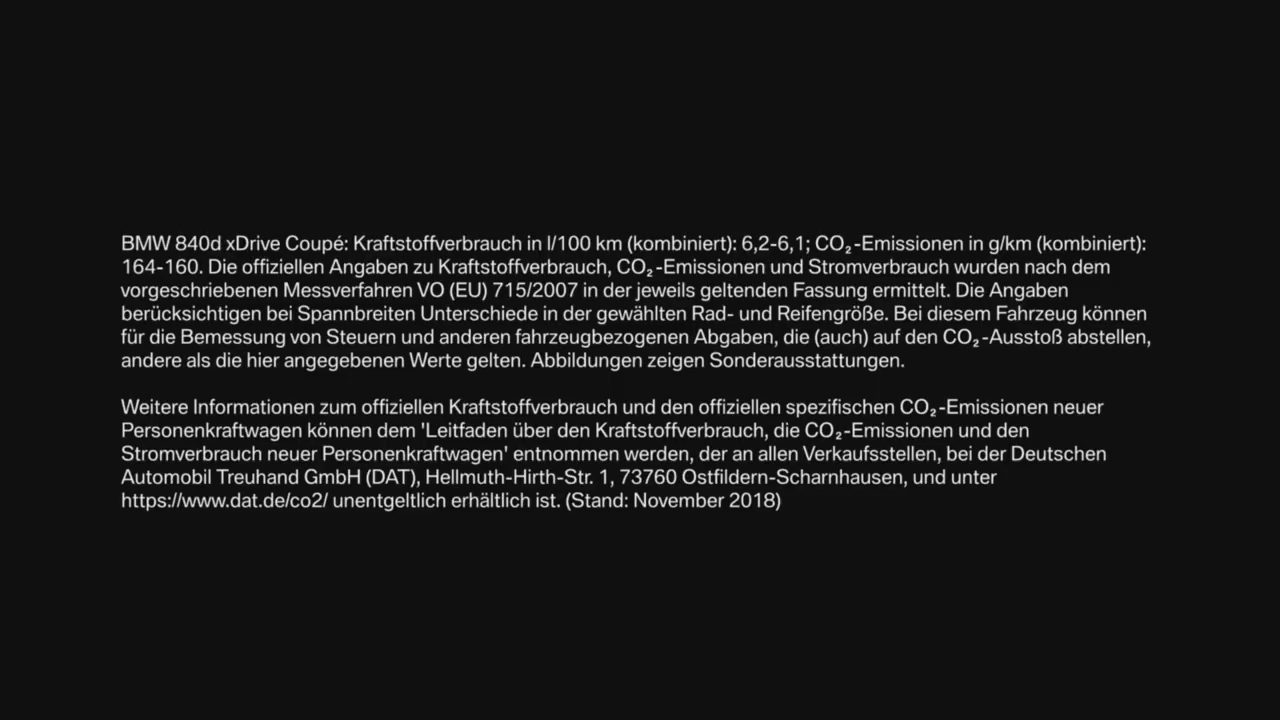 BMW 840d xDrive Coupé: Kraftstoffverbrauch in l/100 km (kombiniert): 6,2-6,1; CO₂-Emissionen in g/km (kombiniert):
164-160. Die offiziellen Angaben zu Kraftstoffverbrauch, CO₂-Emissionen und Stromverbrauch wurden nach dem
vorgeschriebenen Messverfahren VO (EU) 715/2007 in der jeweils geltenden Fassung ermittelt. Die Angaben
berücksichtigen bei Spannbreiten Unterschiede in der gewählten Rad- und Reifengröße. Bei diesem Fahrzeug können
für die Bemessung von Steuern und anderen fahrzeugbezogenen Abgaben, die (auch) auf den CO₂-Ausstoß abstellen,
andere als die hier angegebenen Werte gelten. Abbildungen zeigen Sonderausstattungen.
Weitere Informationen zum offiziellen Kraftstoffverbrauch und den offiziellen spezifischen CO₂-Emissionen neuer
Personenkraftwagen können dem 'Leitfaden über den Kraftstoffverbrauch, die CO₂-Emissionen und den
Stromverbrauch neuer Personenkraftwagen' entnommen werden, der an allen Verkaufsstellen, bei der Deutschen
Automobil Treuhand GmbH (DAT), Hellmuth-Hirth-Str. 1, 73760 Ostfildern-Scharnhausen, und unter
https://www.dat.de/co2/ unentgeltlich erhältlich ist. (Stand: November 2018)